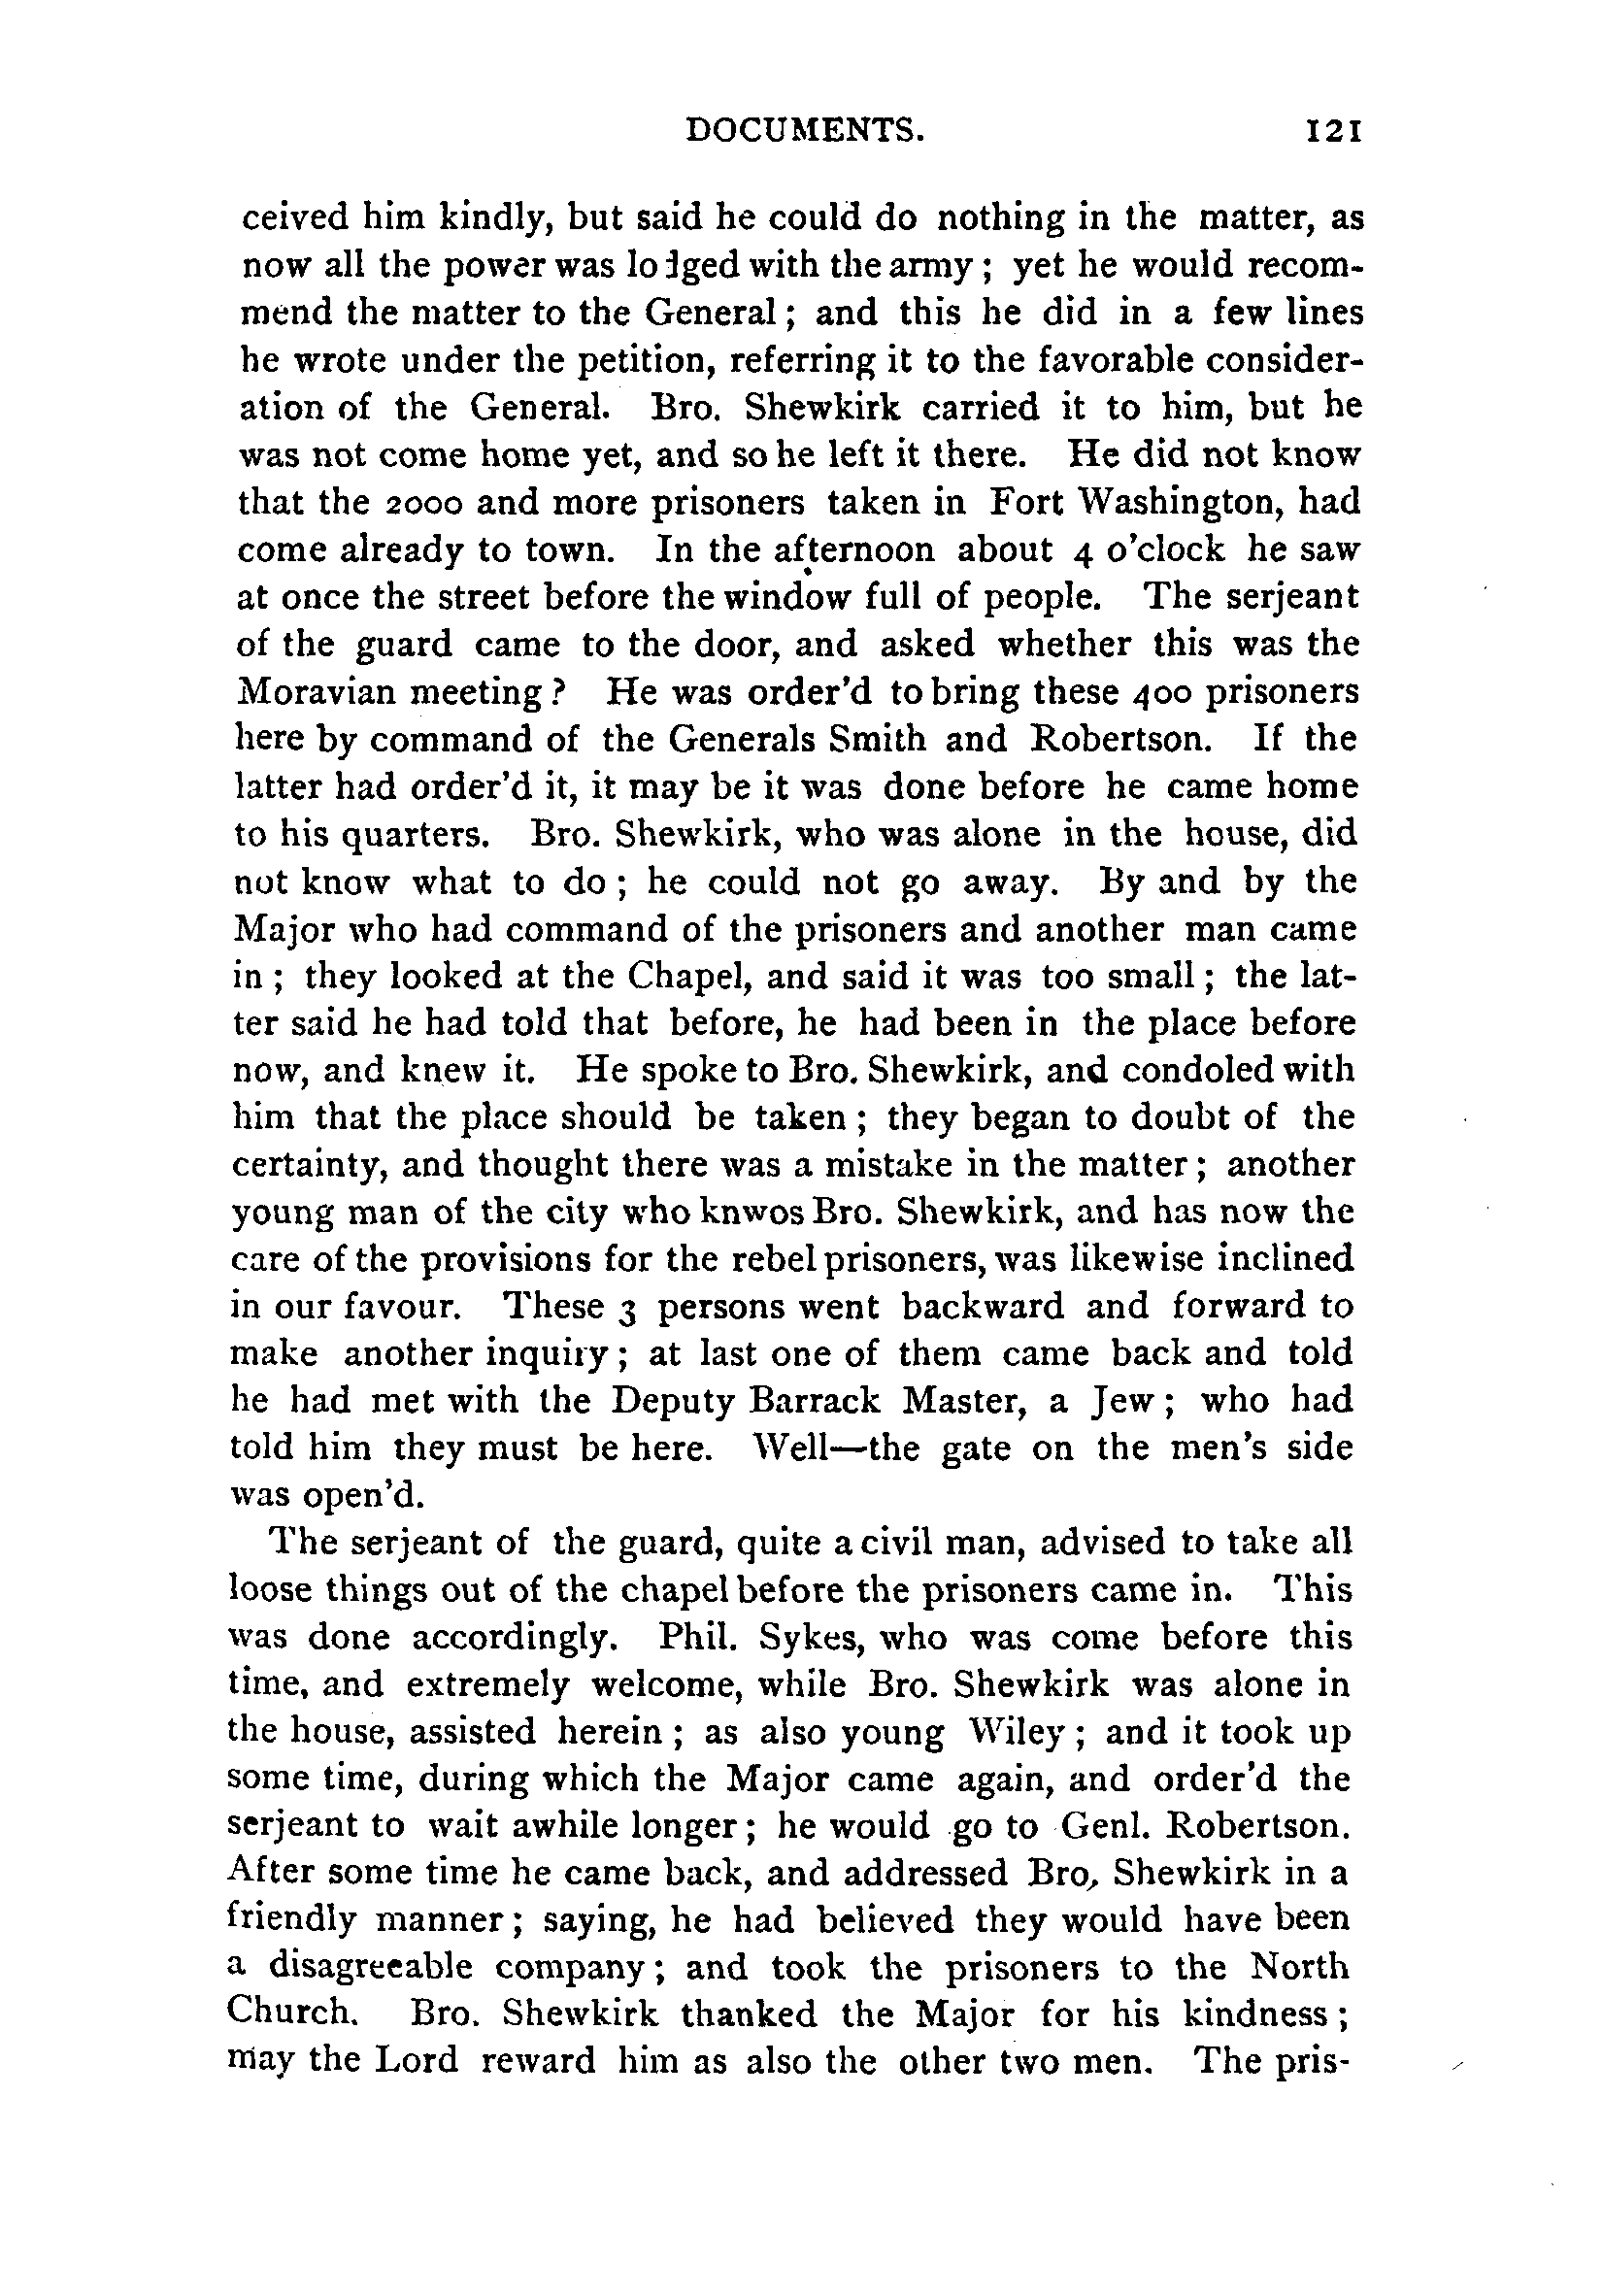 DOCUMENTS. 121
ceived him kindly, but said he could do nothing in the matter, as
now all the power was lodged with the army ; yet he would recom-
mend the matter to the General ; and this he did in a few lines
he wrote under the petition, referring it to the favorable consider-
ation of the General. Bro. Shewkirk carried it to him, but he
was not come home yet, and so he left it there. He did not know
that the 2000 and more prisoners taken in Fort Washington, had
come already to town. In the afternoon about 4 o'clock he saw
at once the street before the window full of people. The serjeant
of the guard came to the door, and asked whether this was the
Moravian meeting ? He was order'd to bring these 400 prisoners
here by command of the Generals Smith and Robertson. If the
latter had order'd it, it may be it was done before he came home
to his quarters. Bro. Shewkirk, who was alone in the house, did
not know what to do ; he could not go away. By and by the
Major who had command of the prisoners and another man came
in ; they looked at the Chapel, and said it was too small ; the lat-
ter said he had told that before, he had been in the place before
now, and knew it. He spoke to Bro. Shewkirk, and condoled with
him that the place should be taken ; they began to doubt of the
certainty, and thought there was a mistake in the matter ; another
young man of the city who knwos Bro. Shewkirk, and has now the
care of the provisions for the rebel prisoners, was likewise inclined
in our favour. These 3 persons went backward and forward to
make another inquiry ; at last one of them came back and told
he had met with the Deputy Barrack Master, a Jew ; who had
told him they must be here. Well—the gate on the men's side
was open'd.
The serjeant of the guard, quite a civil man, advised to take all
loose things out of the chapel before the prisoners came in. This
was done accordingly. Phil. Sykes, who was come before this
time, and extremely welcome, while Bro. Shewkirk was alone in
the house, assisted herein ; as also young Wiley ; and it took up
some time, during which the Major came again, and order'd the
serjeant to wait awhile longer ; he would go to Genl. Robertson.
After some time he came back, and addressed Bro, Shewkirk in a
friendly manner ; saying, he had believed they would have been
a disagreeable company ; and took the prisoners to the North
Church. Bro. Shewkirk thanked the Major for his kindness ;
may the Lord reward him as also the other two men. The pris-